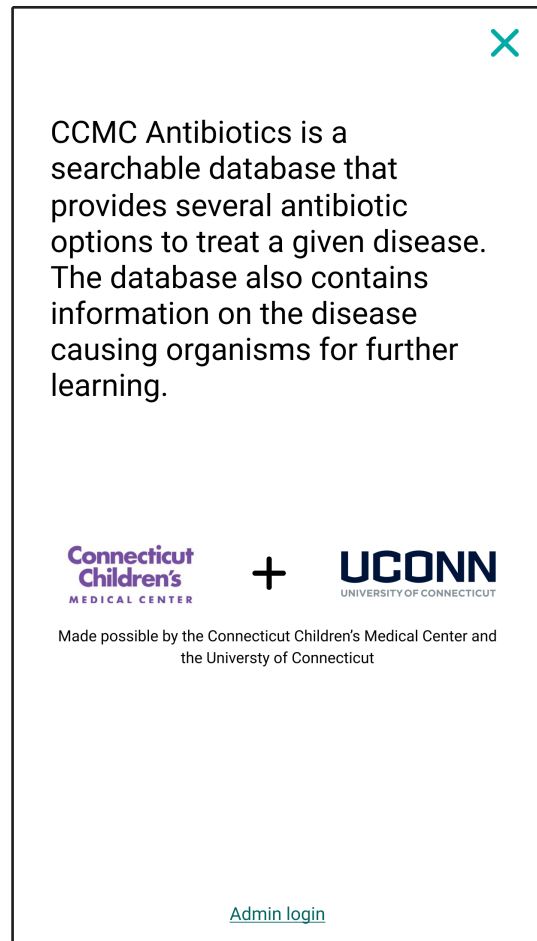 CCMC Antibiotics is a
searchable database that
provides several antibiotic
options to treat a given disease.
The database also contains
information on the disease
causing organisms for further
learning.
Connecticut
Children's
MEDICAL CENTER
+
UCONN
UNIVERSITY OF CONNECTICUT
Made possible by the Connecticut Children's Medical Center and
the Universty of Connecticut
Admin login